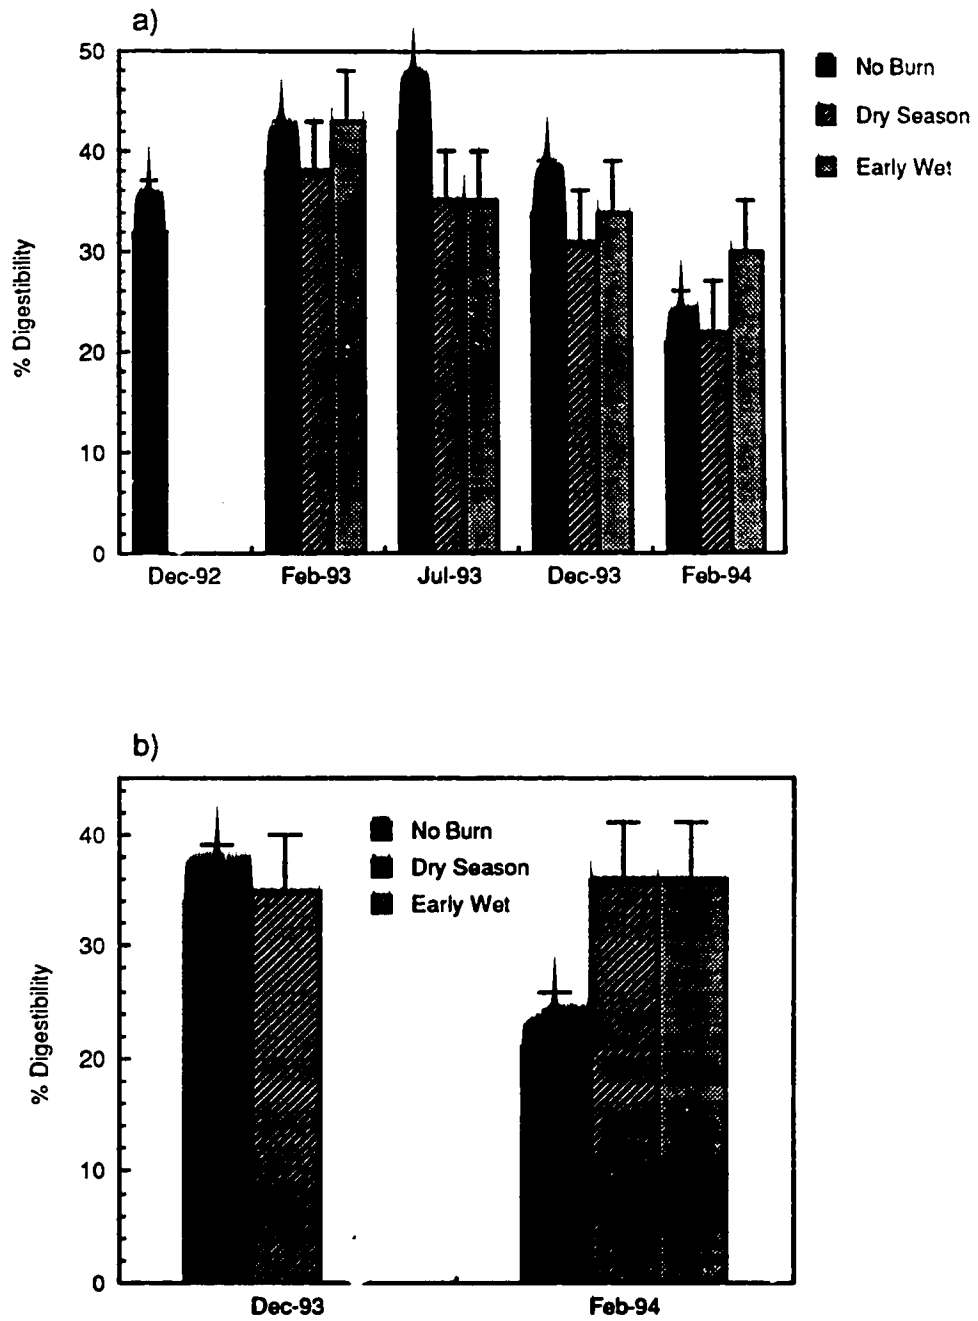 a)
50
40
30
20
10
0
% Digestibility
Dec-92 Feb-93 Jul-93 Dec-93 Feb-94
No Burn
Dry Season
Early Wet
b)
40
30
20
10
0
% Digestibility
No Burn
Dry Season
Early Wet
Dec-93 Feb-94